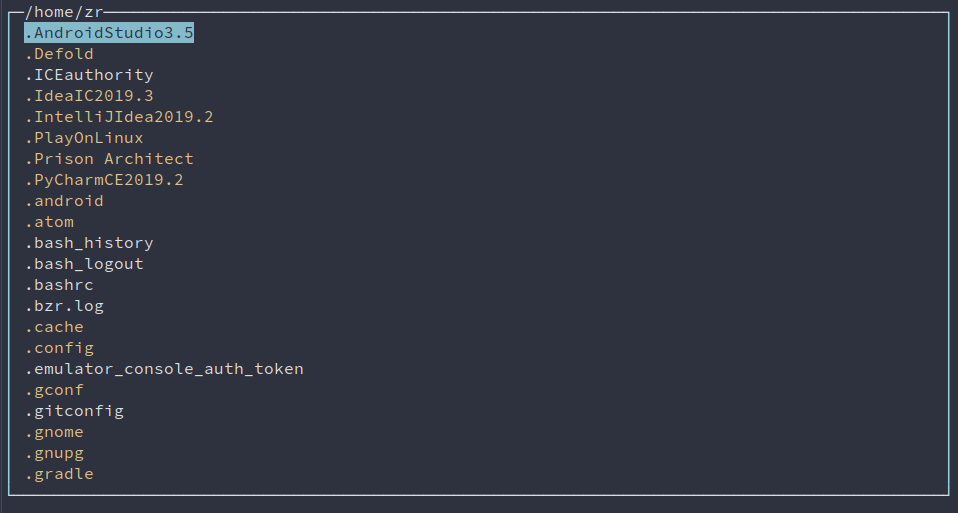 /home/zr
.AndroidStudio3.5
.Defold
.ICEauthority
.IdeaIC2019.3
.IntelliJIdea2019.2
.PlayOnLinux
.Prison Architect
.PyCharmCE2019.2
.android
.atom
.bash_history
.bash_logout
.bashrc
.bzr.log
.cache
.config
.emulator_console_auth_token
.gconf
.gitconfig
.gnome
.gnupg
.gradle